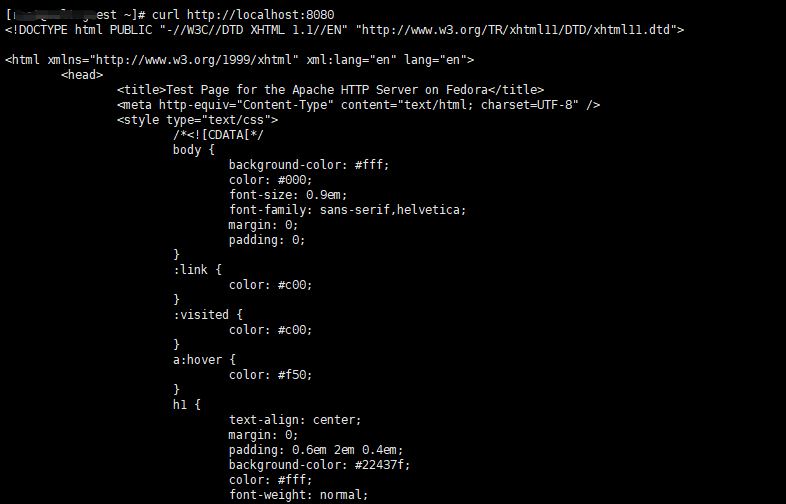 [ est ~]# curl http://localhost:8080
<!DOCTYPE html PUBLIC "-//W3C//DTD XHTML 1.1//EN" "http://www.w3.org/TR/xhtml11/DTD/xhtml11.dtd">
<html xmlns="http://www.w3.org/1999/xhtml" xml:lang="en" lang="en">
<head>
<title>Test Page for the Apache HTTP Server on Fedora</title>
<meta http-equiv="Content-Type" content="text/html; charset=UTF-8" />
<style type="text/css">
/*<![CDATA[*/
body {
background-color: #fff;
color: #000;
font-size: 0.9em;
font-family: sans-serif,helvetica;
margin: 0;
padding: 0;
}
:link {
color: #c00;
}
:visited {
color: #c00;
}
a:hover {
color: #f50;
}
h1 {
text-align: center;
margin: 0;
padding: 0.6em 2em 0.4em;
background-color: #22437f;
color: #fff;
font-weight: normal;